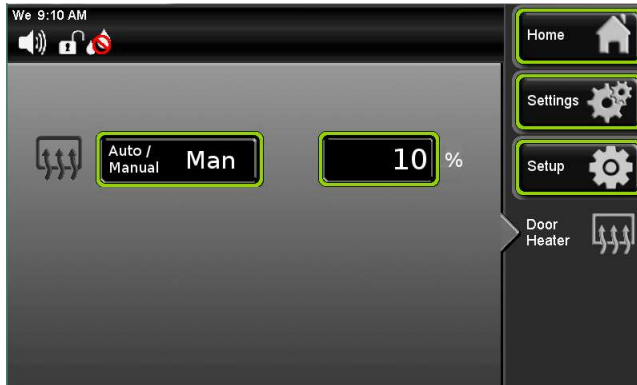 We 9:10 AM
Home
Settings
Auto /
Manual
Man
10 %
Setup
Door
Heater